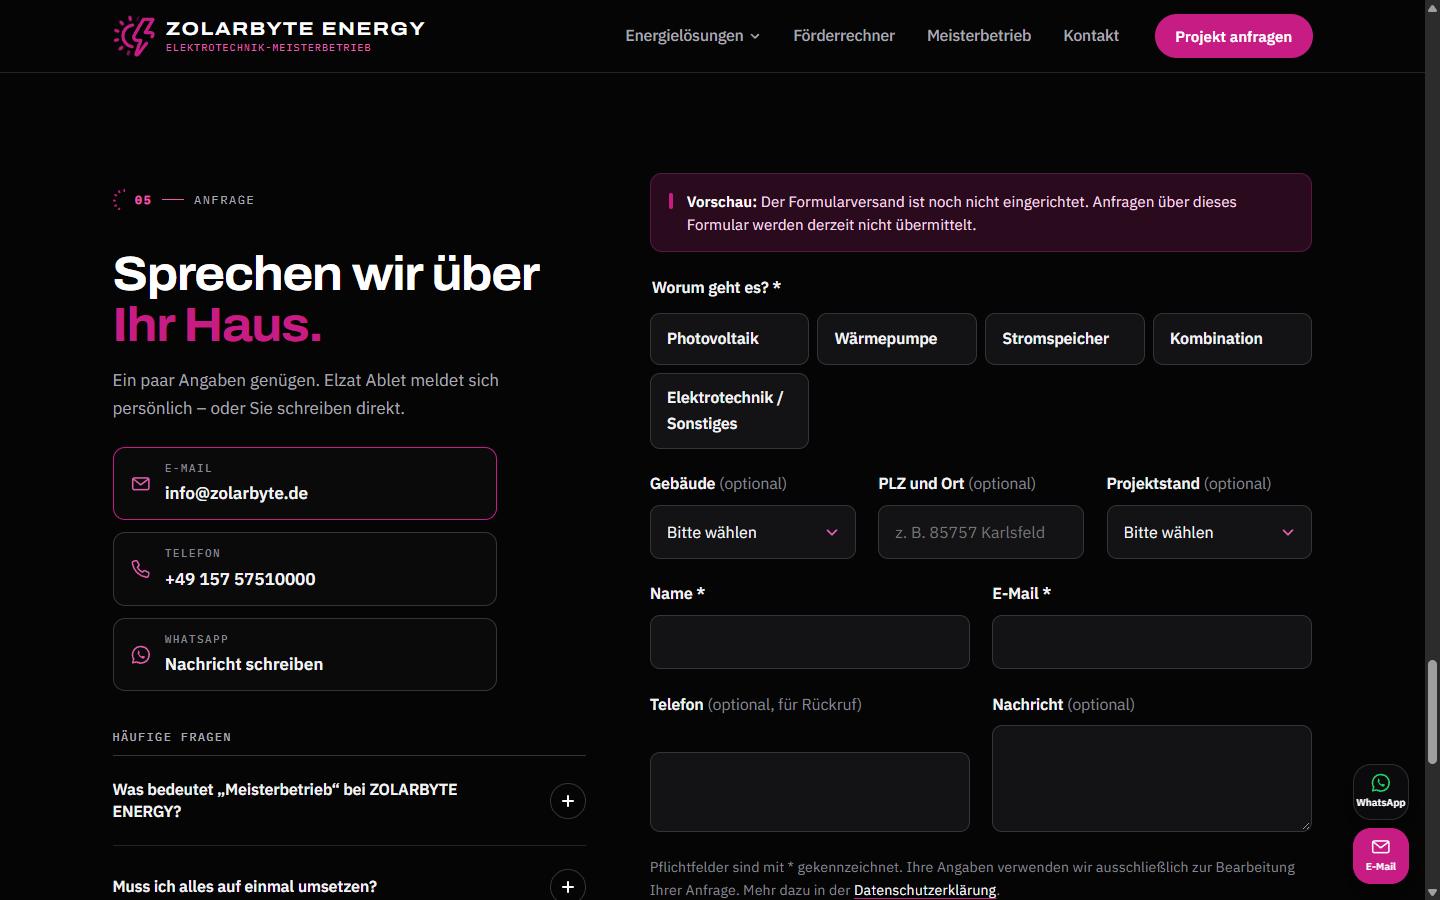 ZOLARBYTE ENERGY
ELEKTROTECHNIK-MEISTERBETRIEB
Energielösungen
Förderrechner
Meisterbetrieb
Kontakt
Projekt anfragen
05 — ANFRAGE
Sprechen wir über
Ihr Haus.
Ein paar Angaben genügen. Elzat Ablet meldet sich
persönlich – oder Sie schreiben direkt.
E-MAIL
info@zolarbyte.de
TELEFON
+49 157 57510000
WHATSAPP
Nachricht schreiben
HÄUFIGE FRAGEN
Was bedeutet „Meisterbetrieb“ bei ZOLARBYTE
ENERGY?
Muss ich alles auf einmal umsetzen?
Vorschau: Der Formularversand ist noch nicht eingerichtet. Anfragen über dieses
Formular werden derzeit nicht übermittelt.
Worum geht es? *
Photovoltaik
Wärmepumpe
Stromspeicher
Kombination
Elektrotechnik /
Sonstiges
Gebäude (optional)
PLZ und Ort (optional)
Projektstand (optional)
Bitte wählen
z. B. 85757 Karlsfeld
Bitte wählen
Name *
E-Mail *
Telefon (optional, für Rückruf)
Nachricht (optional)
Pflichtfelder sind mit * gekennzeichnet. Ihre Angaben verwenden wir ausschließlich zur Bearbeitung
Ihrer Anfrage. Mehr dazu in der Datenschutzerklärung.
WhatsApp
E-Mail